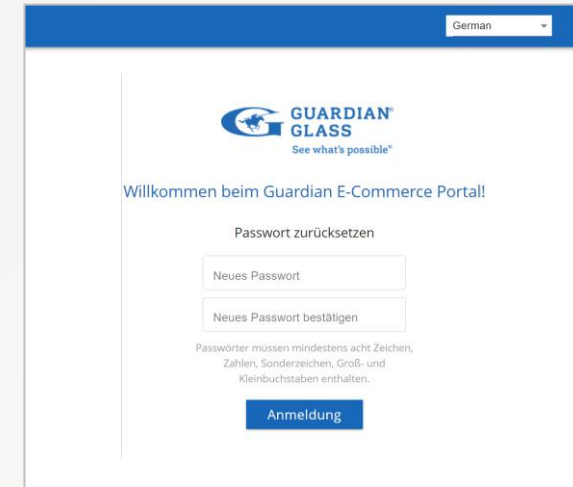 German
GUARDIAN®
GLASS
See what's possible™
Willkommen beim Guardian E-Commerce Portal!
Passwort zurücksetzen
Neues Passwort
Neues Passwort bestätigen
Passwörter müssen mindestens acht Zeichen,
Zahlen, Sonderzeichen, Groß- und
Kleinbuchstaben enthalten.
Anmeldung